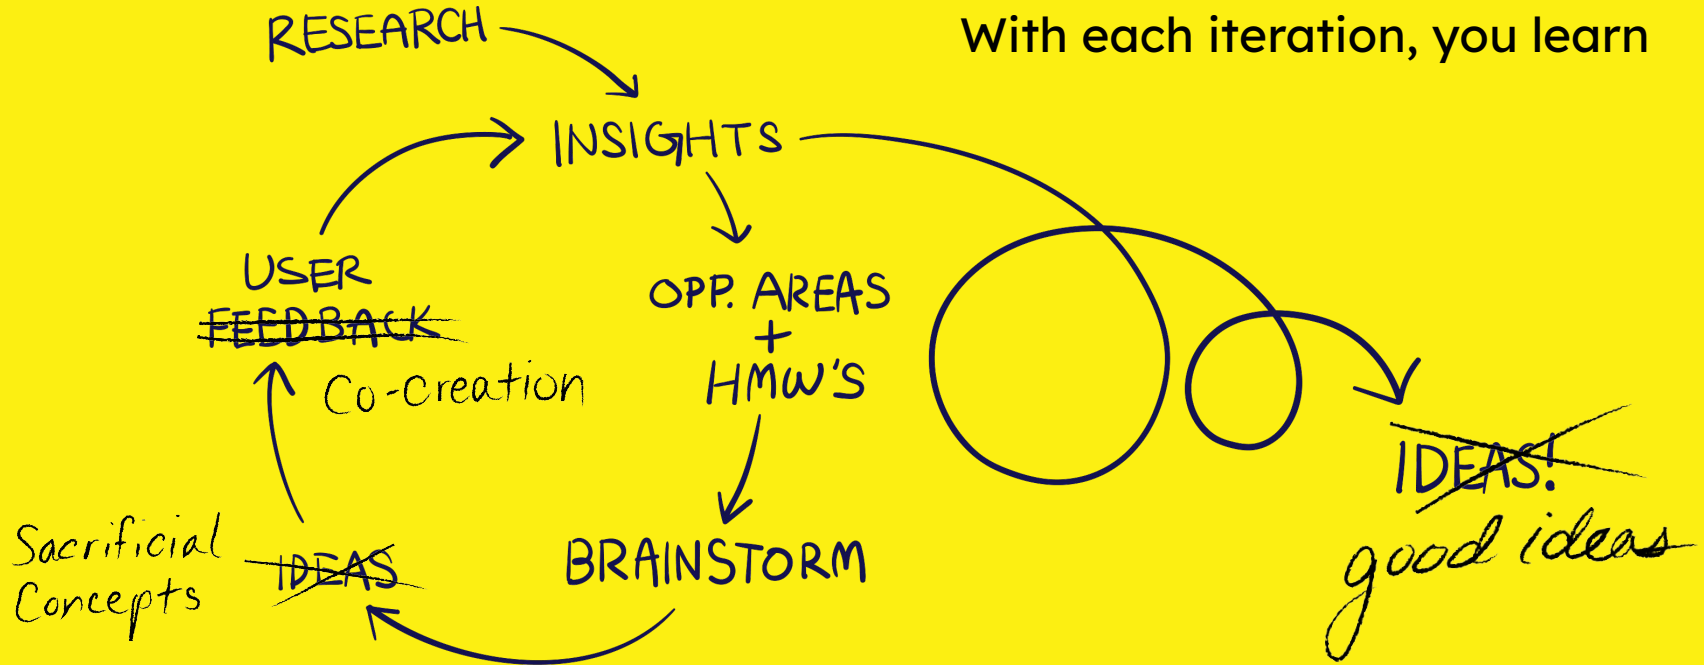 With each iteration, you learn
RESEARCH
INSIGHTS
OPP. AREAS
+
HMW'S
BRAINSTORM
IDEAS
Sacrificial
Concepts
USER
FEEDBACK
Co-Creation
IDEAS!
good ideas